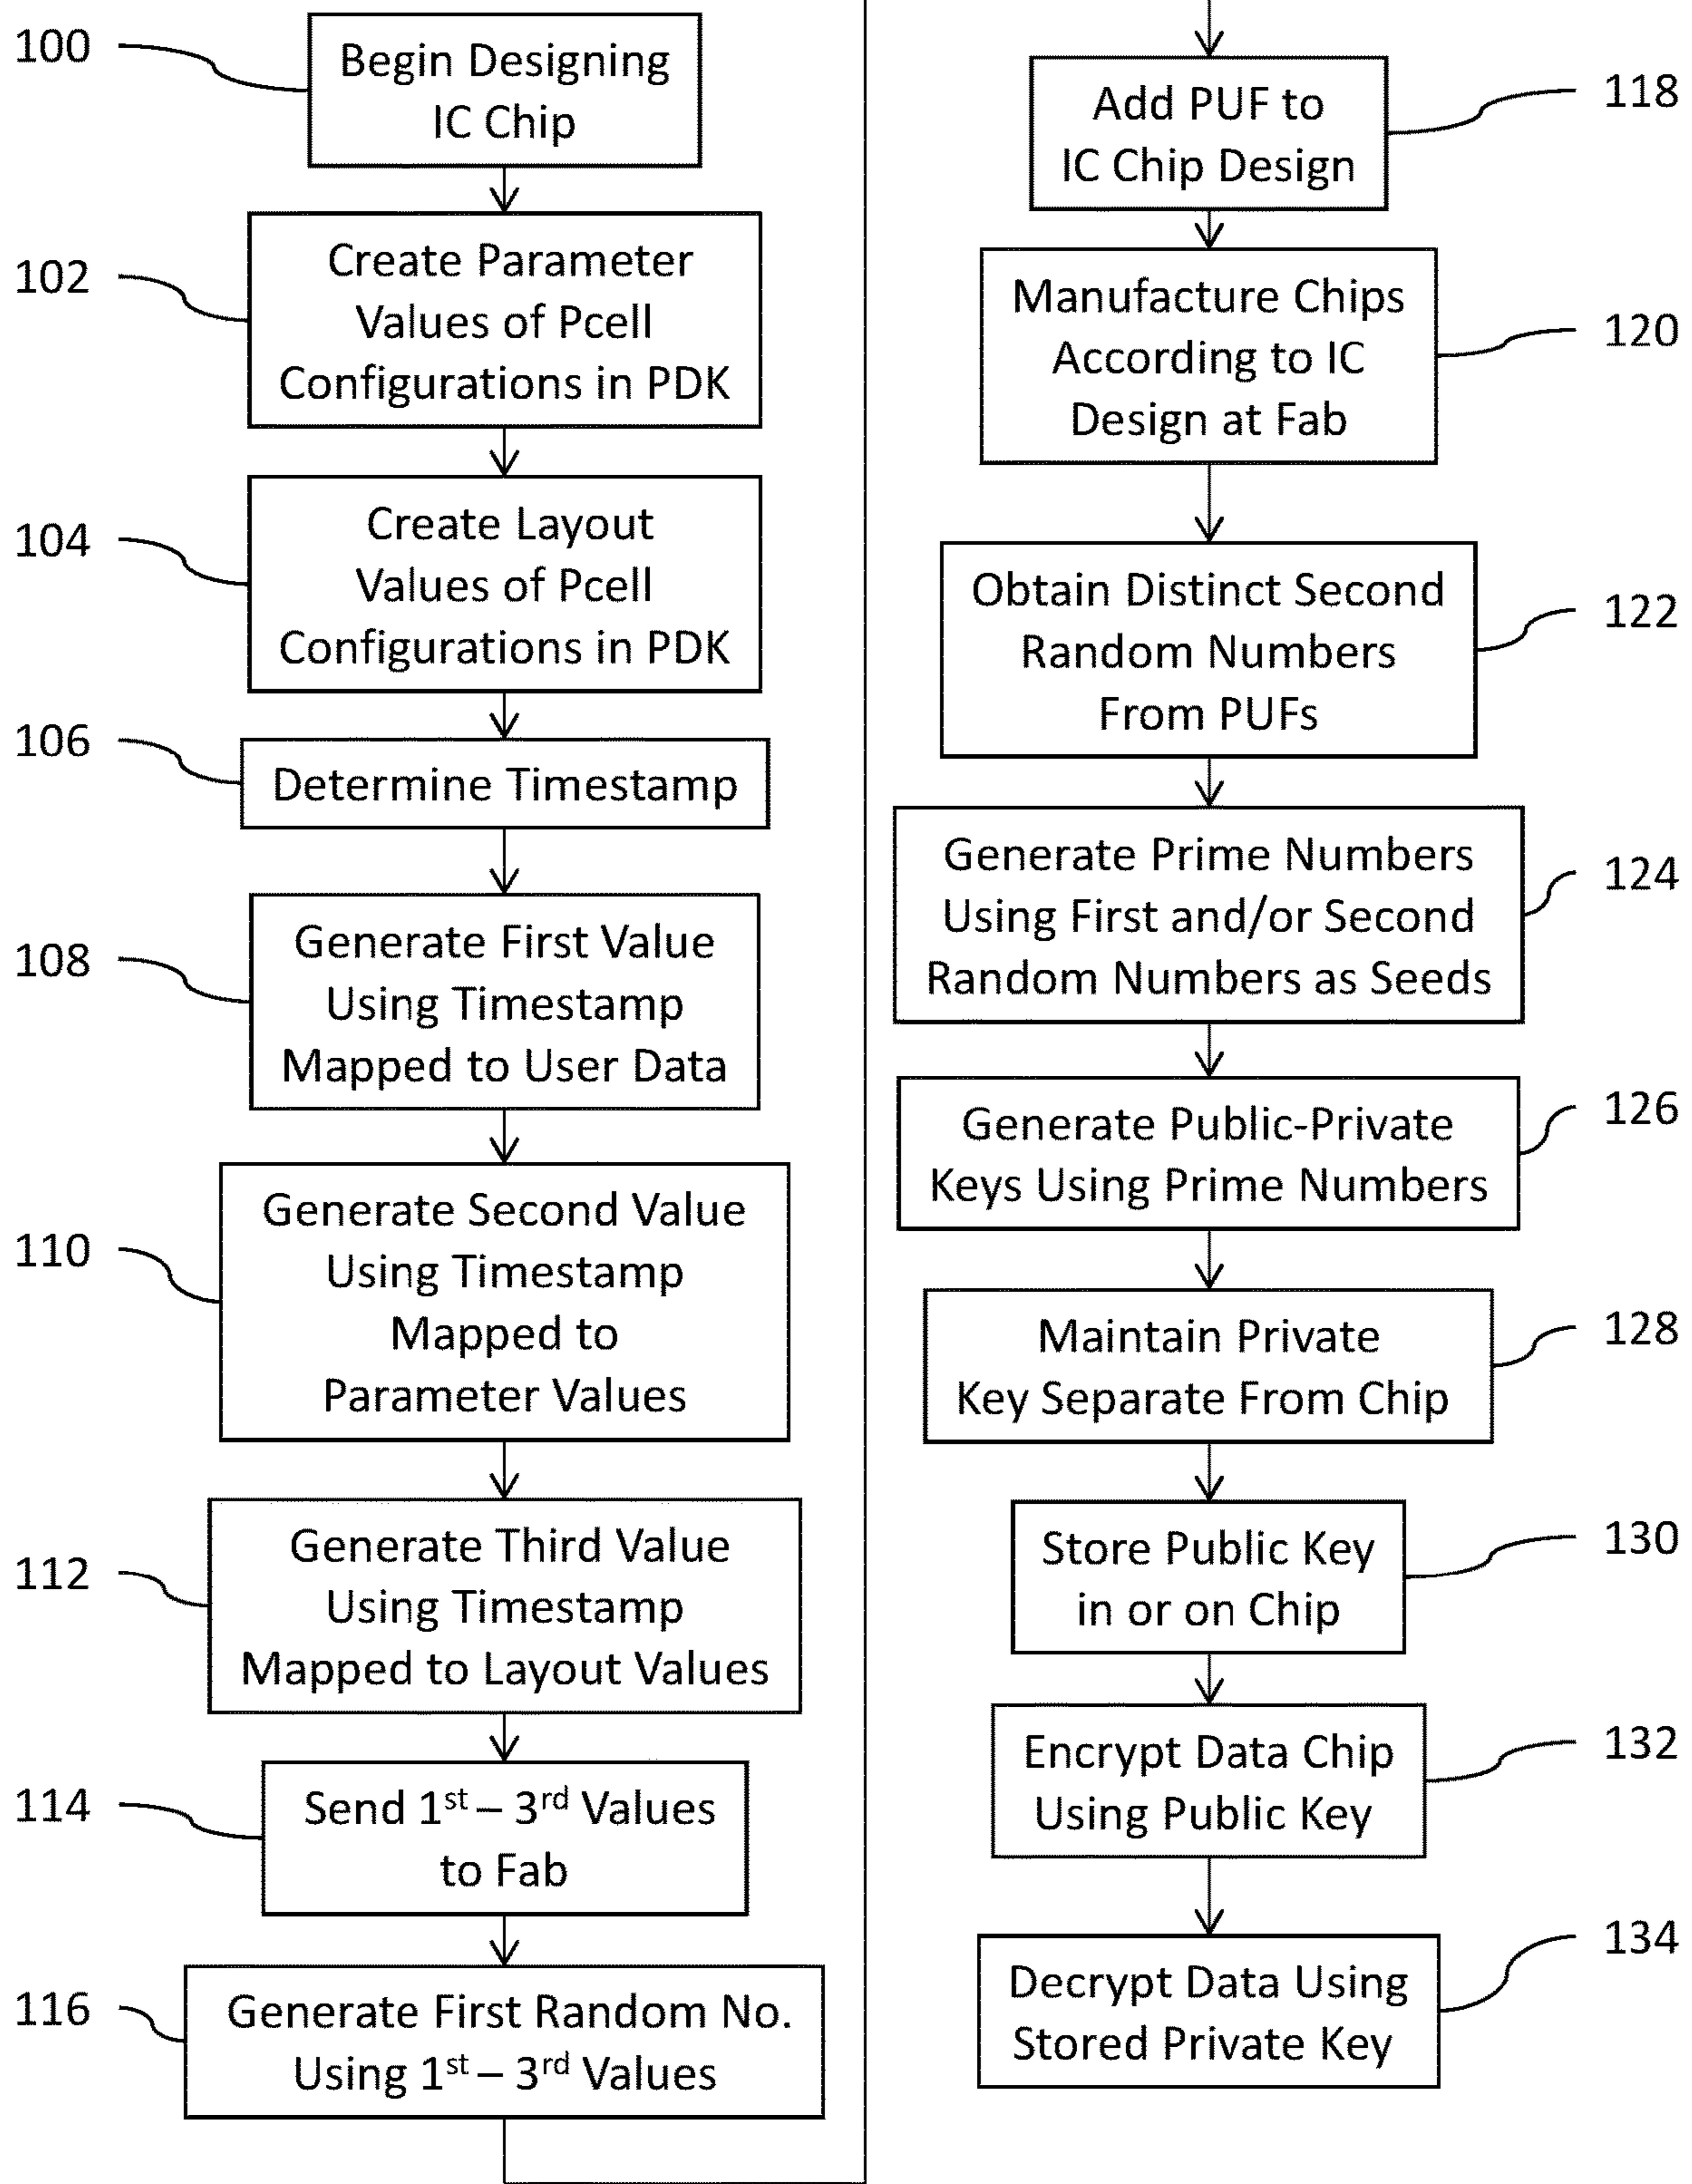 100
Begin Designing
IC Chip
102
Create Parameter
Values of Pcell
Configurations in PDK
104
Create Layout
Values of Pcell
Configurations in PDK
106
Determine Timestamp
108
Generate First Value
Using Timestamp
Mapped to User Data
110
Generate Second Value
Using Timestamp
Mapped to
Parameter Values
112
Generate Third Value
Using Timestamp
Mapped to Layout Values
114
Send 1st – 3rd Values
to Fab
116
Generate First Random No.
Using 1st – 3rd Values
118
Add PUF to
IC Chip Design
120
Manufacture Chips
According to IC
Design at Fab
122
Obtain Distinct Second
Random Numbers
From PUFs
124
Generate Prime Numbers
Using First and/or Second
Random Numbers as Seeds
126
Generate Public-Private
Keys Using Prime Numbers
128
Maintain Private
Key Separate From Chip
130
Store Public Key
in or on Chip
132
Encrypt Data Chip
Using Public Key
134
Decrypt Data Using
Stored Private Key